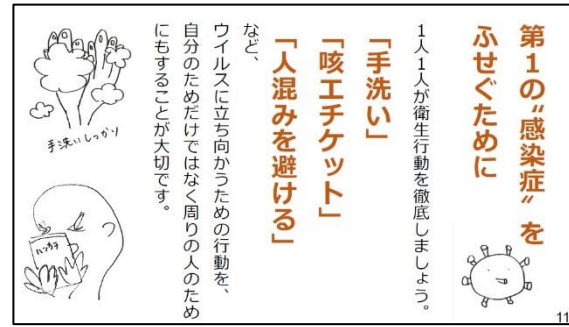 第1の“感染症〟を
ふせぐために
1人1人が衛生行動を徹底しましょう。
「手洗い」
「咳エチケット」
「人混みを避ける」
など、
ウイルスに立ち向かうための行動を、
自分のためだけではなく周りの人のため
にもすることが大切です。
手洗いしっかり
ハンカチ
11